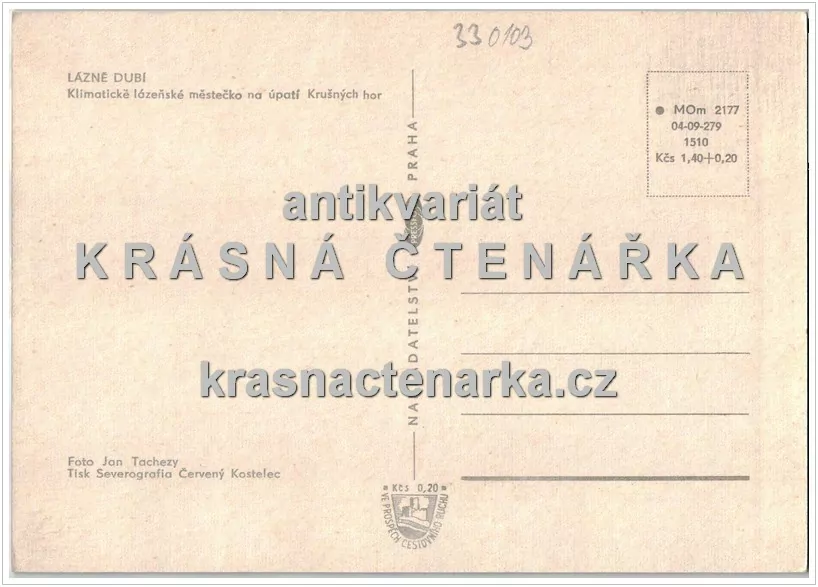 33 0103
LÁZNĚ DUBÍ
Klimatické lázeňské městečko na úpatí Krušných hor
● MOm 2177
04-09-279
1510
Kčs 1,40+0,20
antikvariát
KRÁSNÁ ČTENÁŘKA
krasnactenarka.cz
NAKLADATELSTVÍ PRAHA
Foto Jan Tachezy
Tisk Severografia Červený Kostelec
Kčs 0,20
VE PROSPĚCH CESTOVNÍHO RUCHU